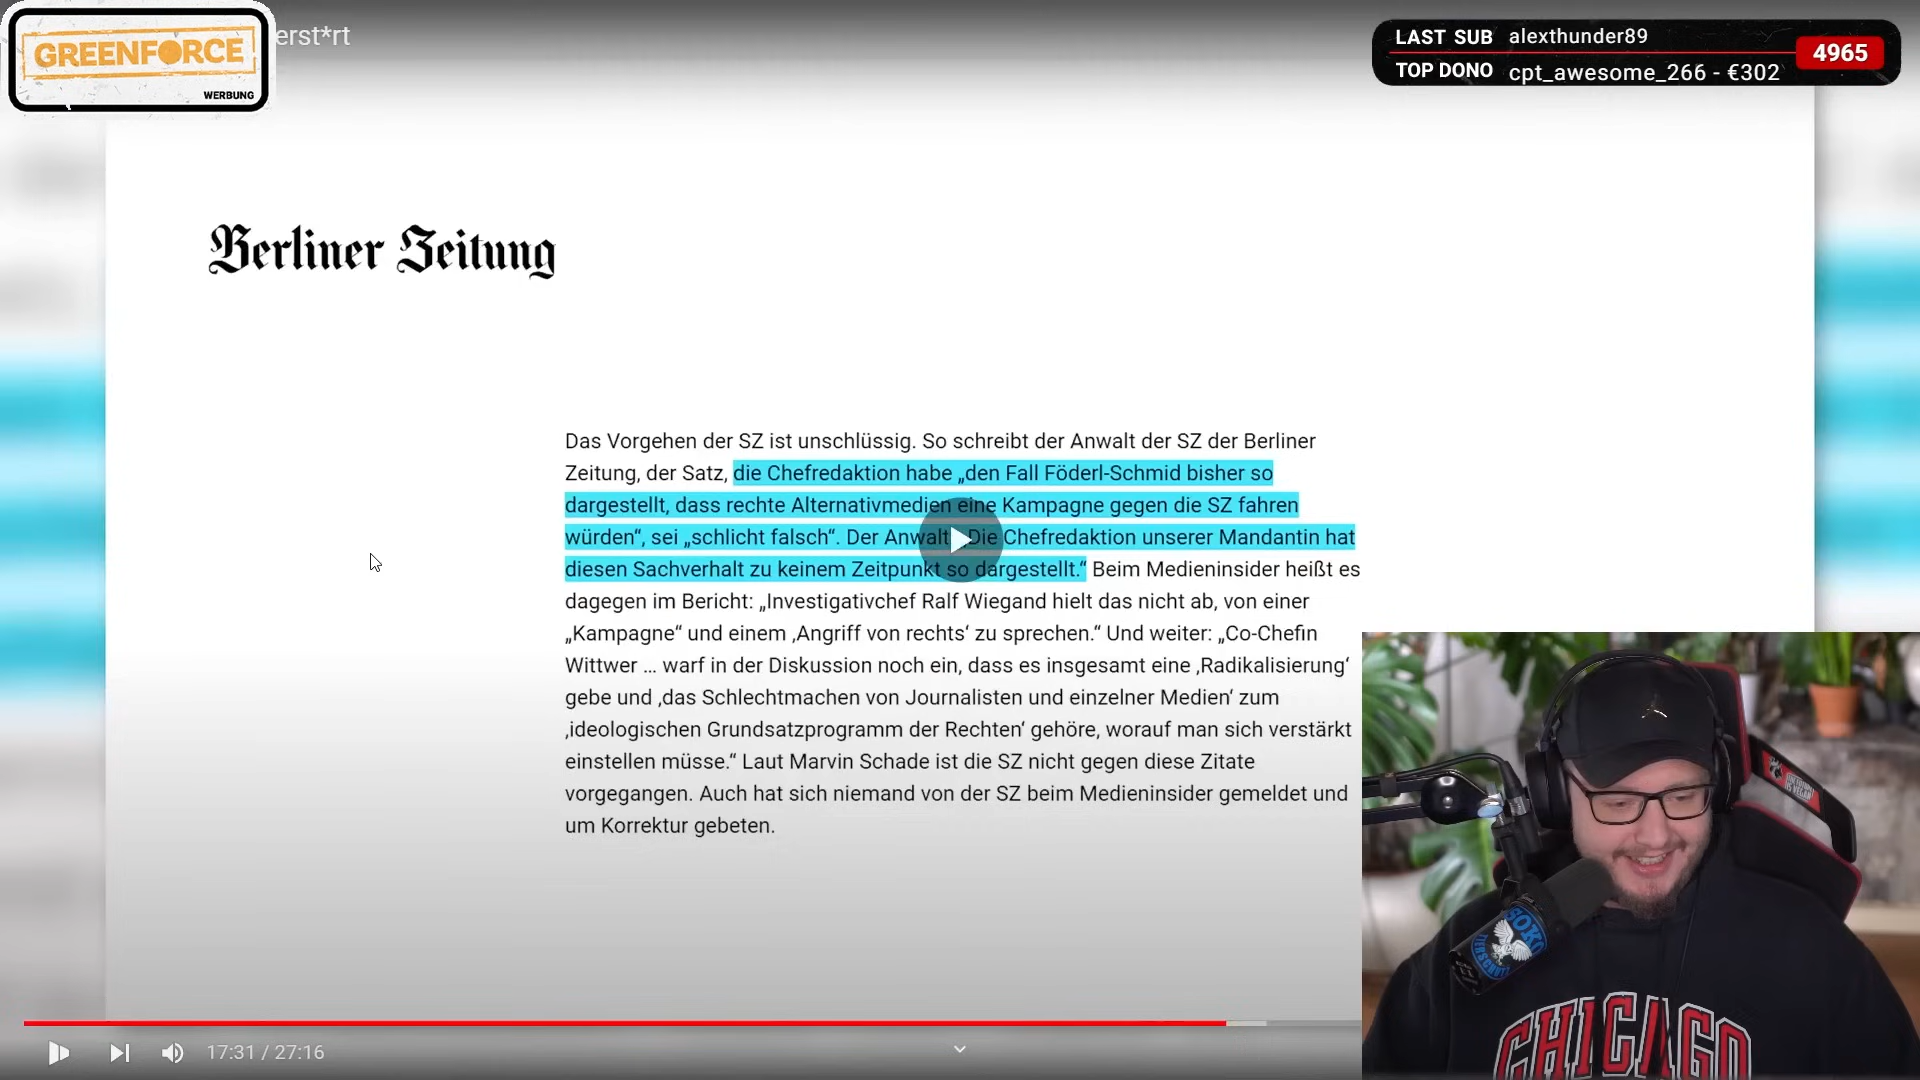 GREENFORCE
WERBUNG
erst*rt
LAST SUB alexthunder89
TOP DONO cpt_awesome_266 - €302
4965
Berliner Zeitung
Das Vorgehen der SZ ist unschlüssig. So schreibt der Anwalt der SZ der Berliner
Zeitung, der Satz, die Chefredaktion habe „den Fall Föderl-Schmid bisher so
dargestellt, dass rechte Alternativmedien eine Kampagne gegen die SZ fahren
würden“, sei „schlicht falsch“. Der Anwalt Die Chefredaktion unserer Mandantin hat
diesen Sachverhalt zu keinem Zeitpunkt so dargestellt.“ Beim Medieninsider heißt es
dagegen im Bericht: „Investigativchef Ralf Wiegand hielt das nicht ab, von einer
„Kampagne“ und einem ‚Angriff von rechts‘ zu sprechen.“ Und weiter: „Co-Chefin
Wittwer … warf in der Diskussion noch ein, dass es insgesamt eine ‚Radikalisierung‘
gebe und ‚das Schlechtmachen von Journalisten und einzelner Medien‘ zum
‚ideologischen Grundsatzprogramm der Rechten‘ gehöre, worauf man sich verstärkt
einstellen müsse.“ Laut Marvin Schade ist die SZ nicht gegen diese Zitate
vorgegangen. Auch hat sich niemand von der SZ beim Medieninsider gemeldet und
um Korrektur gebeten.
SOKO
TIERSCHUTZ
CHICAGO
17:31 / 27:16